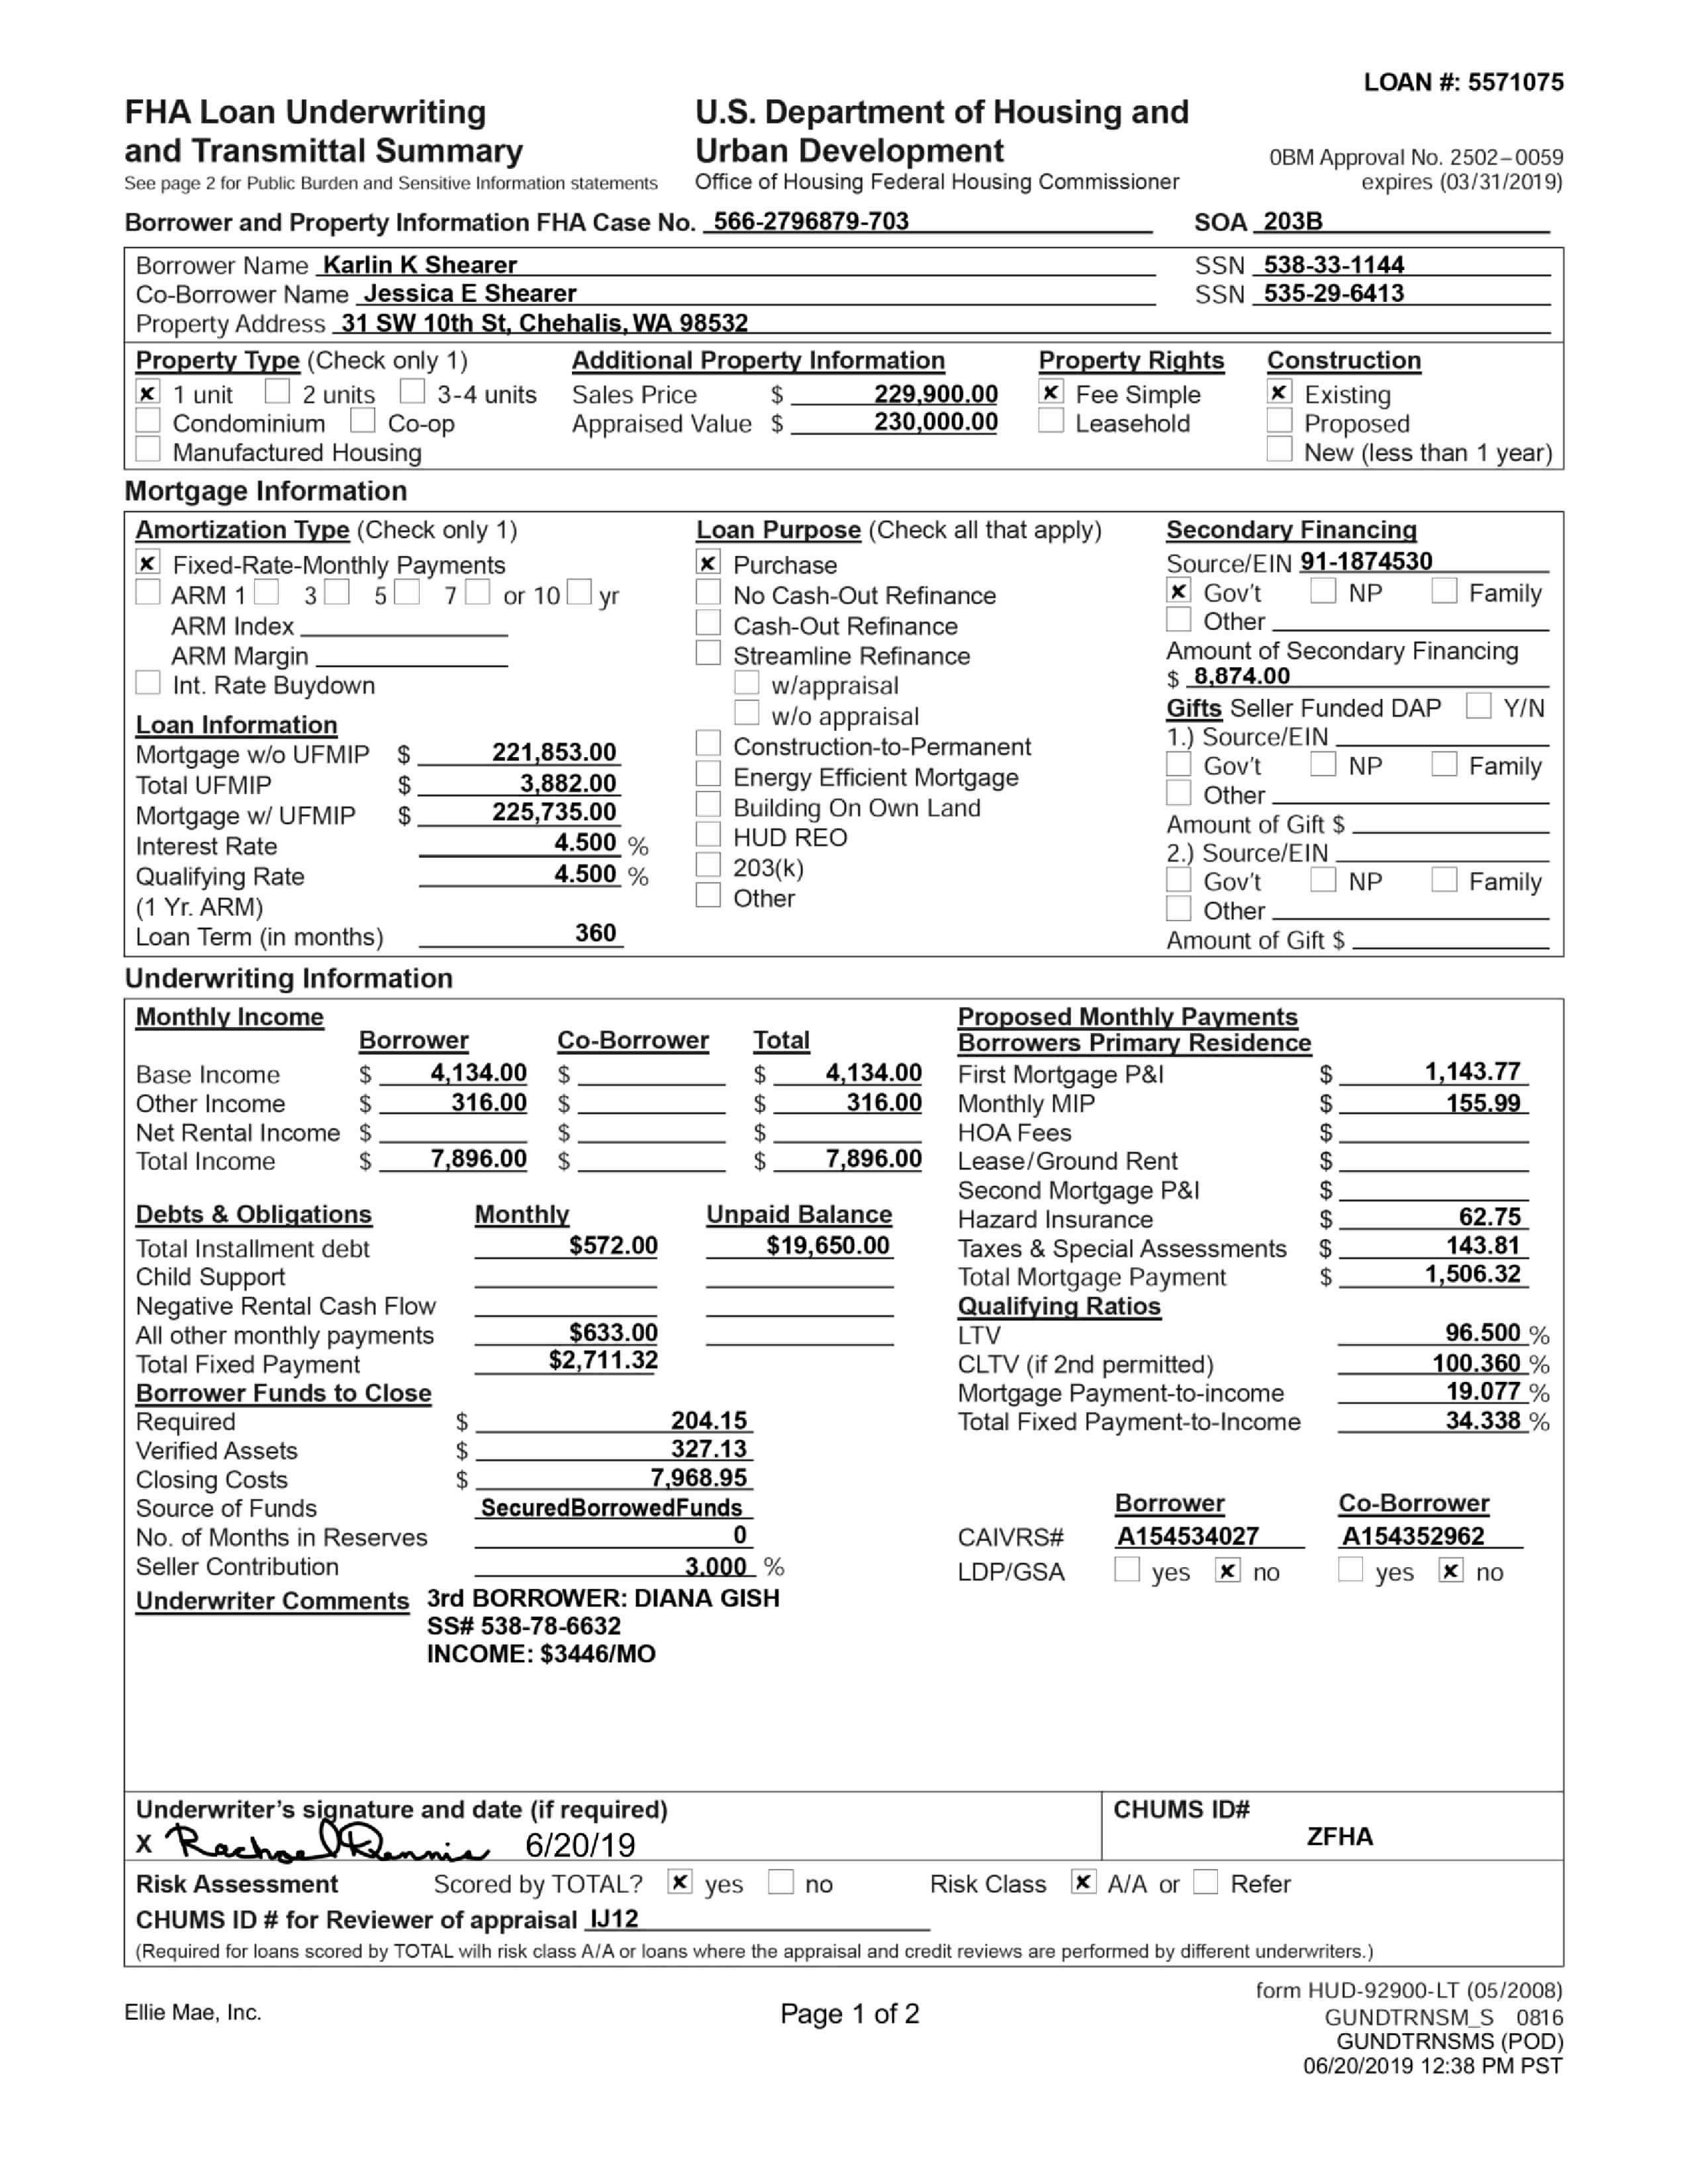 LOAN #: 5571075
FHA Loan Underwriting
and Transmittal Summary
See page 2 for Public Burden and Sensitive Information statements
U.S. Department of Housing and
Urban Development
Office of Housing Federal Housing Commissioner
0BM Approval No. 2502–0059
expires (03/31/2019)
Borrower and Property Information FHA Case No. 566-2796879-703 SOA 203B
Borrower Name Karlin K Shearer SSN 538-33-1144
Co-Borrower Name Jessica E Shearer SSN 535-29-6413
Property Address 31 SW 10th St, Chehalis, WA 98532
Property Type (Check only 1)
x 1 unit 2 units 3-4 units
Condominium Co-op
Manufactured Housing
Additional Property Information
Sales Price $ 229,900.00
Appraised Value $ 230,000.00
Property Rights
x Fee Simple
Leasehold
Construction
x Existing
Proposed
New (less than 1 year)
Mortgage Information
Amortization Type (Check only 1)
x Fixed-Rate-Monthly Payments
ARM 1 3 5 7 or 10 yr
ARM Index
ARM Margin
Int. Rate Buydown
Loan Information
Mortgage w/o UFMIP $ 221,853.00
Total UFMIP $ 3,882.00
Mortgage w/ UFMIP $ 225,735.00
Interest Rate 4.500 %
Qualifying Rate 4.500 %
(1 Yr. ARM)
Loan Term (in months) 360
Loan Purpose (Check all that apply)
x Purchase
No Cash-Out Refinance
Cash-Out Refinance
Streamline Refinance
w/appraisal
w/o appraisal
Construction-to-Permanent
Energy Efficient Mortgage
Building On Own Land
HUD REO
203(k)
Other
Secondary Financing
Source/EIN 91-1874530
x Gov't NP Family
Other
Amount of Secondary Financing
$ 8,874.00
Gifts Seller Funded DAP Y/N
1.) Source/EIN
Gov't NP Family
Other
Amount of Gift $
2.) Source/EIN
Gov't NP Family
Other
Amount of Gift $
Underwriting Information
Monthly Income
Borrower Co-Borrower Total
Base Income $ 4,134.00 $ $ 4,134.00
Other Income $ 316.00 $ $ 316.00
Net Rental Income $ $ $
Total Income $ 7,896.00 $ $ 7,896.00
Debts & Obligations Monthly Unpaid Balance
Total Installment debt $572.00 $19,650.00
Child Support
Negative Rental Cash Flow
All other monthly payments $633.00
Total Fixed Payment $2,711.32
Borrower Funds to Close
Required $ 204.15
Verified Assets $ 327.13
Closing Costs $ 7,968.95
Source of Funds SecuredBorrowedFunds
No. of Months in Reserves 0
Seller Contribution 3.000 %
Proposed Monthly Payments
Borrowers Primary Residence
First Mortgage P&I $ 1,143.77
Monthly MIP $ 155.99
HOA Fees $
Lease/Ground Rent $
Second Mortgage P&I $
Hazard Insurance $ 62.75
Taxes & Special Assessments $ 143.81
Total Mortgage Payment $ 1,506.32
Qualifying Ratios
LTV 96.500 %
CLTV (if 2nd permitted) 100.360 %
Mortgage Payment-to-income 19.077 %
Total Fixed Payment-to-Income 34.338 %
Borrower Co-Borrower
CAIVRS# A154534027 A154352962
LDP/GSA yes x no yes x no
Underwriter Comments 3rd BORROWER: DIANA GISH
SS# 538-78-6632
INCOME: $3446/MO
Underwriter's signature and date (if required)
X Rachael Rennie 6/20/19
CHUMS ID#
ZFHA
Risk Assessment Scored by TOTAL? x yes no Risk Class x A/A or Refer
CHUMS ID # for Reviewer of appraisal IJ12
(Required for loans scored by TOTAL wilh risk class A/A or loans where the appraisal and credit reviews are performed by different underwriters.)
Ellie Mae, Inc.
Page 1 of 2
form HUD-92900-LT (05/2008)
GUNDTRNSM_S 0816
GUNDTRNSMS (POD)
06/20/2019 12:38 PM PST